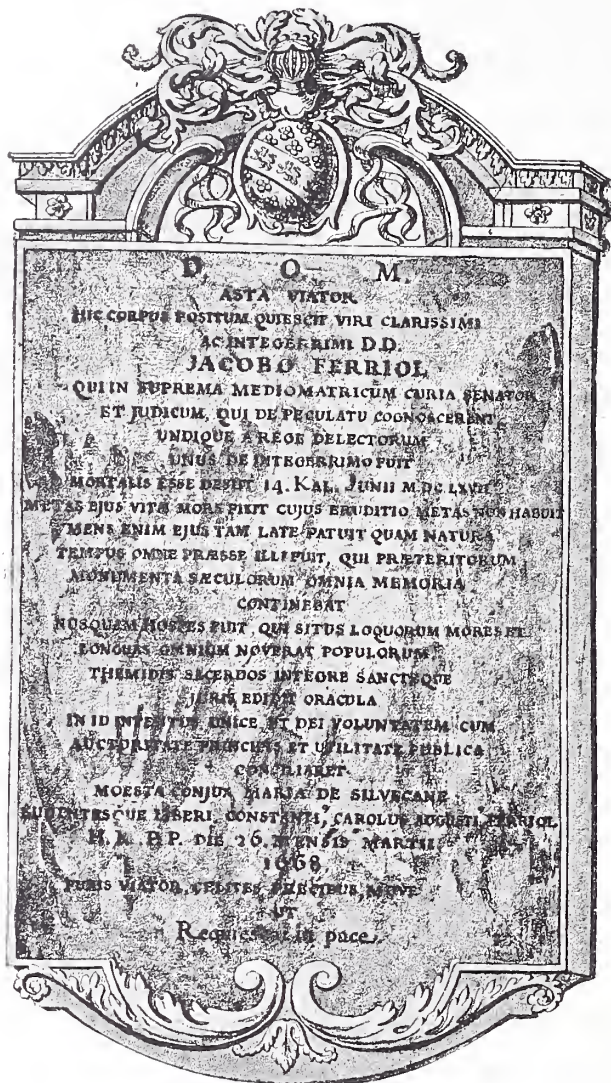 D. O. M.
ASTA VIATOR
HIC CORPUS POSITUM QUIESCIT VIRI CLARISSIMI
AC INTEGERRIMI D.D.
JACOBO FERRIOL
QUI IN SUPREMA MEDIOMATRICUM CURIA SENATOR
ET JUDICUM, QUI DE PECULATU COGNOSCERENT,
UNDIQUE A REGE DELECTORUM
UNUS DE INTEGERRIMO FUIT
MORTALIS ESSE DESIIT 14. KAL. JUNII M.DC.LXVII
METAS EJUS VITÆ MORS FIXIT CUJUS ERUDITIO METAS NON HABUIT
MENS ENIM EJUS TAM LATE PATUIT QUAM NATURA
TEMPUS OMNE PRÆSSE ILLI FUIT, QUI PRÆTERITORUM
MONUMENTA SÆCULORUM OMNIA MEMORIA
CONTINEBAT
NUSQUAM HOSPES FUIT, QUI SITUS LOQUORUM MORES ET
LONGUAS OMNIUM NOVERAT POPULORUM.
THEMIDIS SACERDOS INTEGRE SANCTEQUE
JURIS EDIDIT ORACULA
IN ID INTENTUS UNICE UT DEI VOLUNTATEM CUM
AUCTORITATE PRINCIPIS ET UTILITATE PUBLICA
CONCILIARET
MOESTA CONJUX MARIA DE SILVECANE
LIBERI, CONSTANTI, CAROLUS AUGUSTI, FERRIOL
H. M. P.P. DIE 26. MENSIS MARTII
1668
VIATOR, CELITES PRECIBUS MOVE
UT
Requiescat in pace.